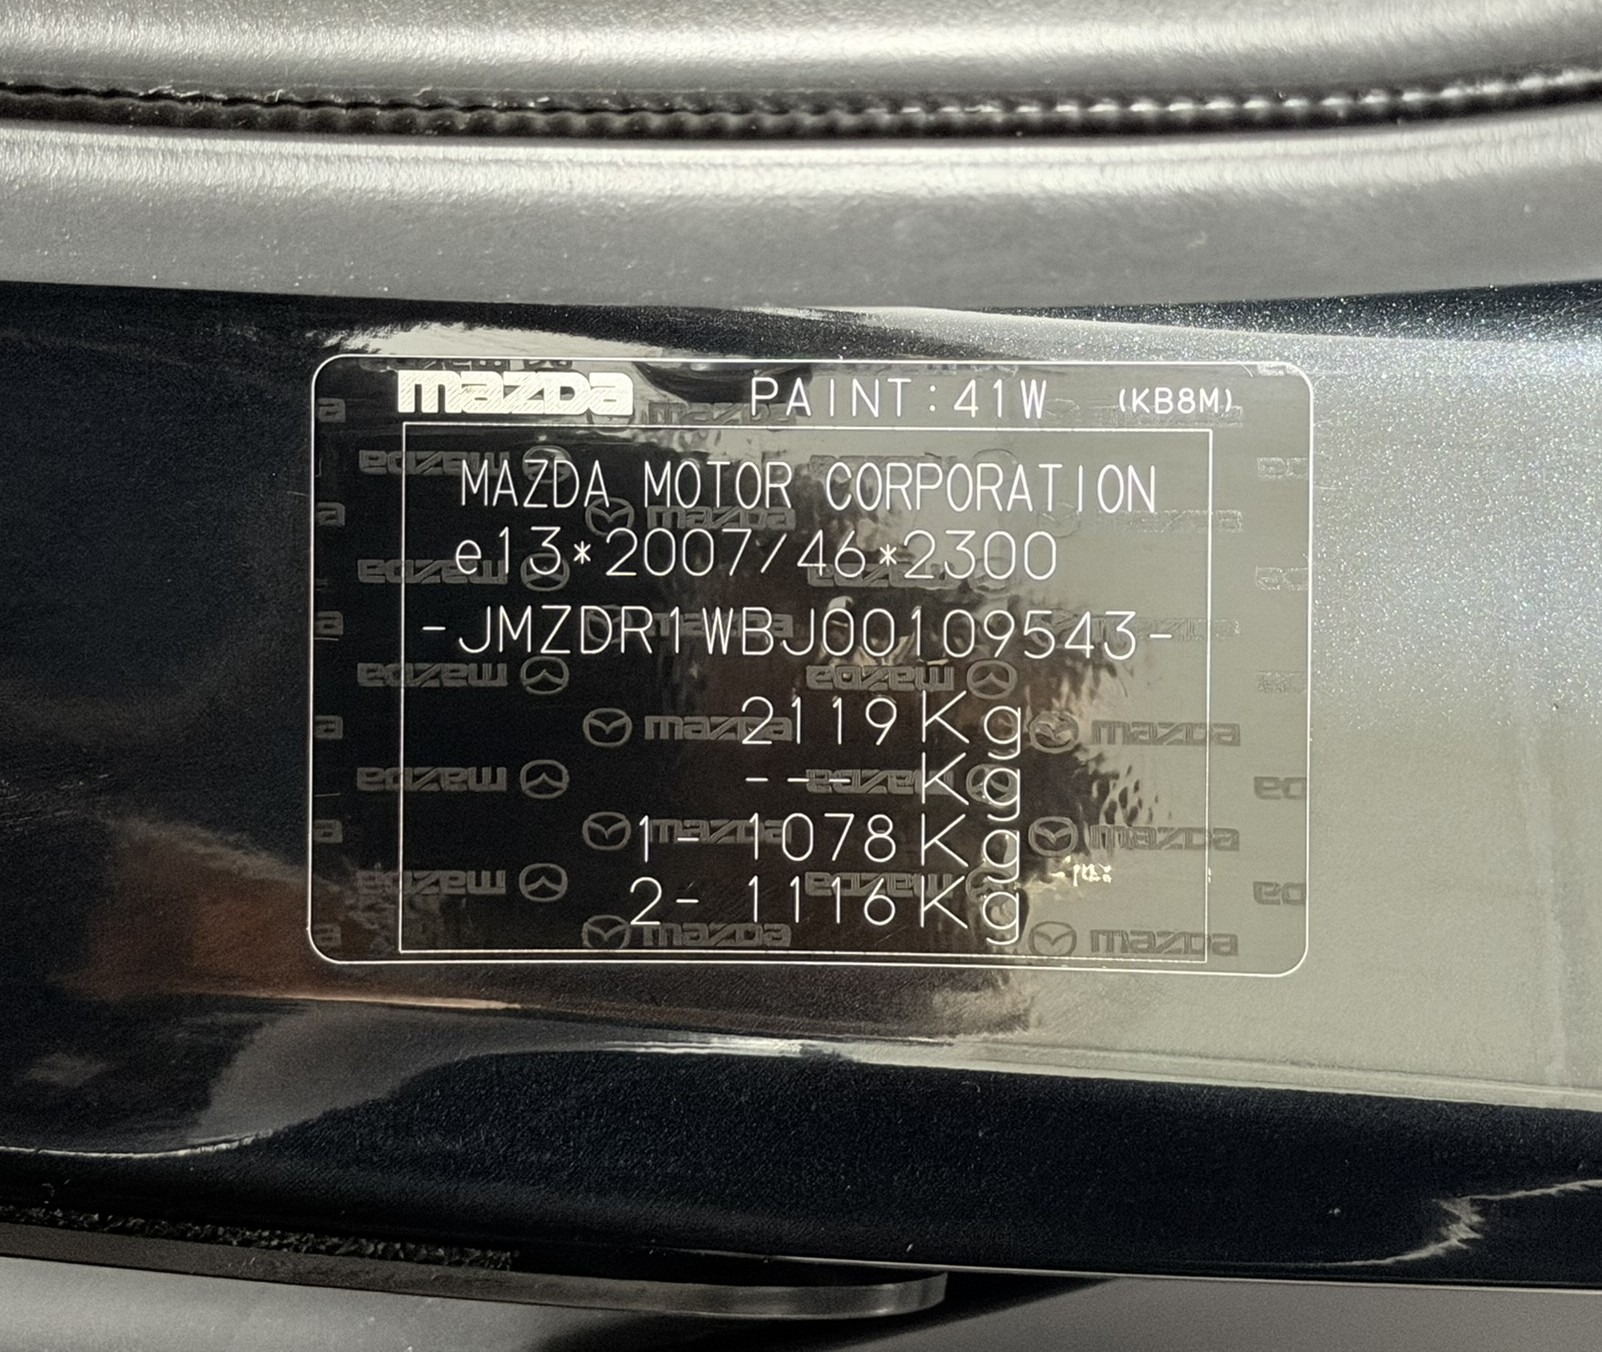 mazda PAINT:41W (KB8M)
MAZDA MOTOR CORPORATION
e13*2007/46*2300
-JMZDR1WBJ00109543-
2119Kg
---Kg
1- 1078Kg
2- 1116Kg